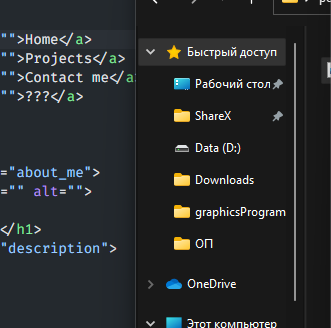 "">Home</a>
"">Projects</a>
"">Contact me</a
"">???</a>
="about_me">
="" alt="">
</h1>
"description">
Быстрый доступ
Рабочий стол
ShareX
Data (D:)
Downloads
graphicsProgram
ОП
OneDrive
Этот компьютер